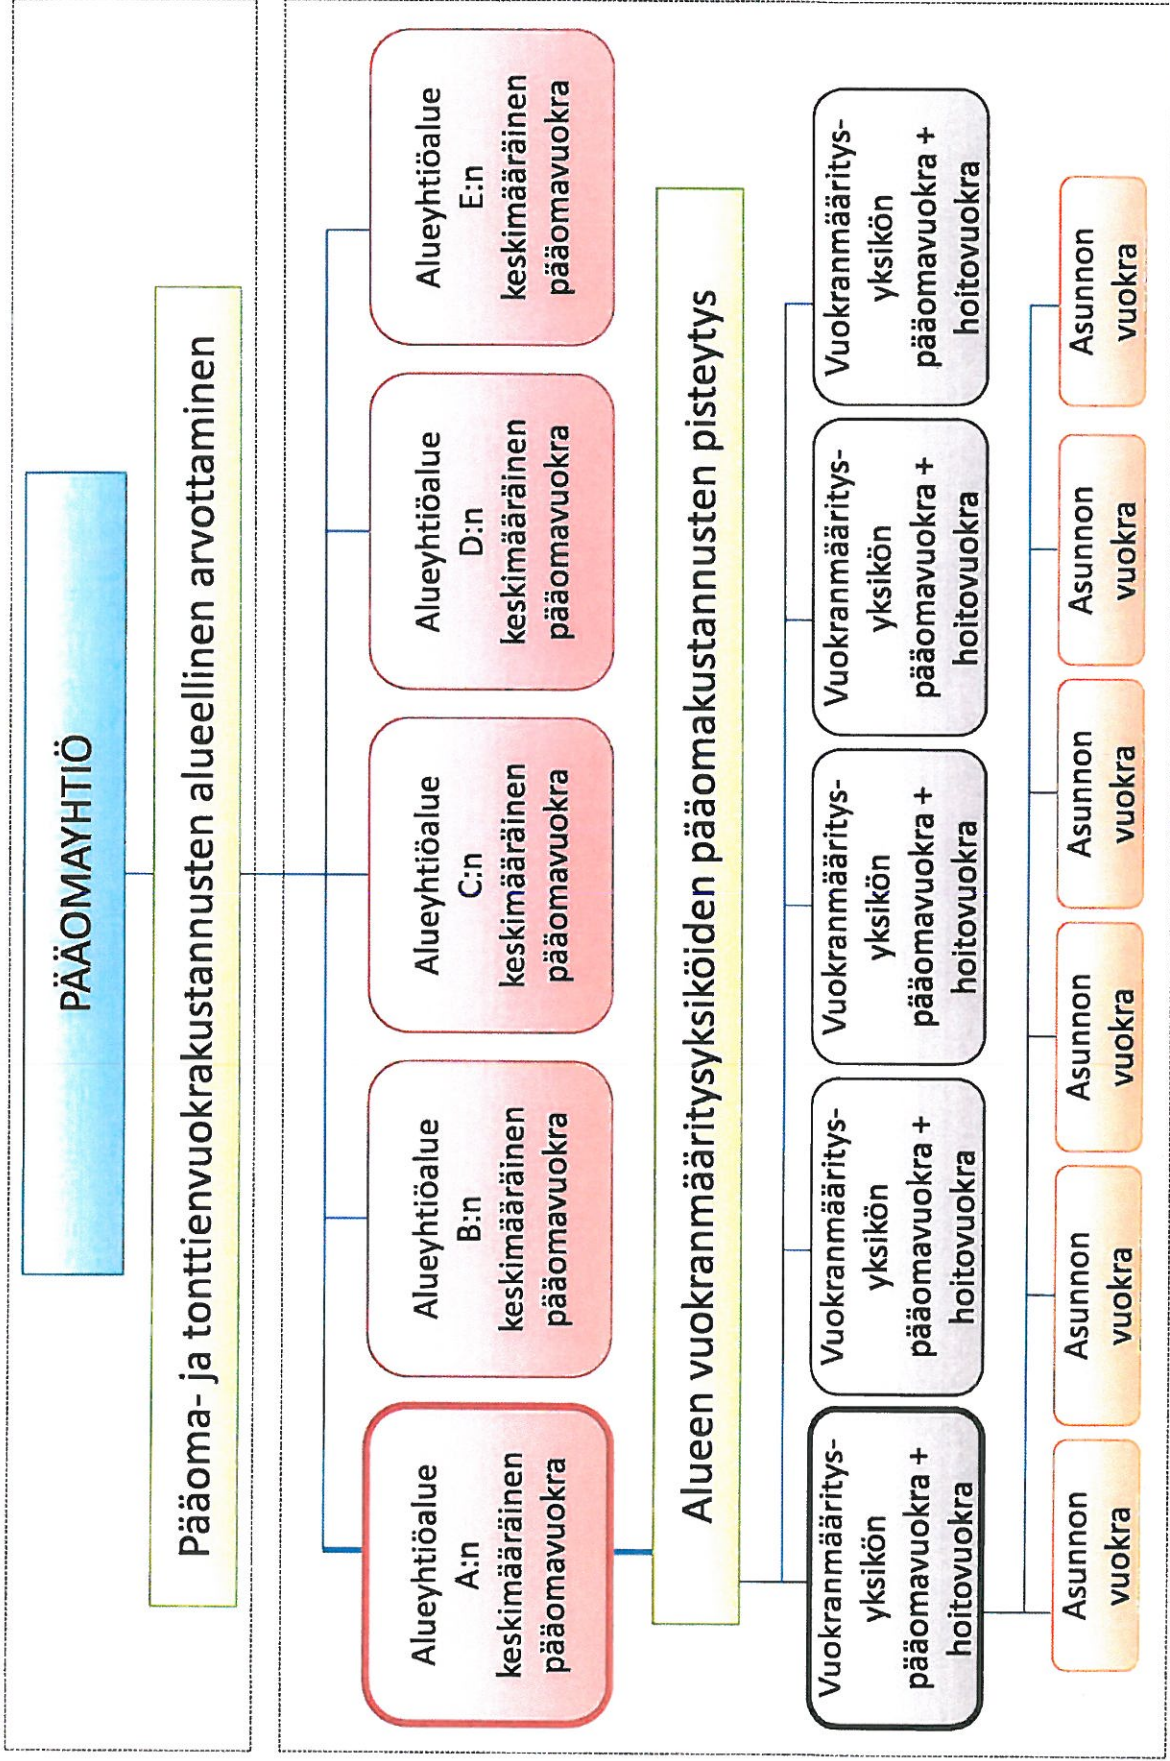 PÄÄOMAYHTIÖ
Pääoma- ja tonttienvuokrakustannusten alueellinen arvottaminen
Alueyhtiöalue
A:n
keskimääräinen
pääomavuokra
Alueyhtiöalue
B:n
keskimääräinen
pääomavuokra
Alueyhtiöalue
C:n
keskimääräinen
pääomavuokra
Alueyhtiöalue
D:n
keskimääräinen
pääomavuokra
Alueyhtiöalue
E:n
keskimääräinen
pääomavuokra
Alueen vuokranmääritysyksiköiden pääomakustannusten pisteytys
Vuokranmääritys-
yksikön
pääomavuokra +
hoitovuokra
Vuokranmääritys-
yksikön
pääomavuokra +
hoitovuokra
Vuokranmääritys-
yksikön
pääomavuokra +
hoitovuokra
Vuokranmääritys-
yksikön
pääomavuokra +
hoitovuokra
Vuokranmääritys-
yksikön
pääomavuokra +
hoitovuokra
Asunnon
vuokra
Asunnon
vuokra
Asunnon
vuokra
Asunnon
vuokra
Asunnon
vuokra
Asunnon
vuokra